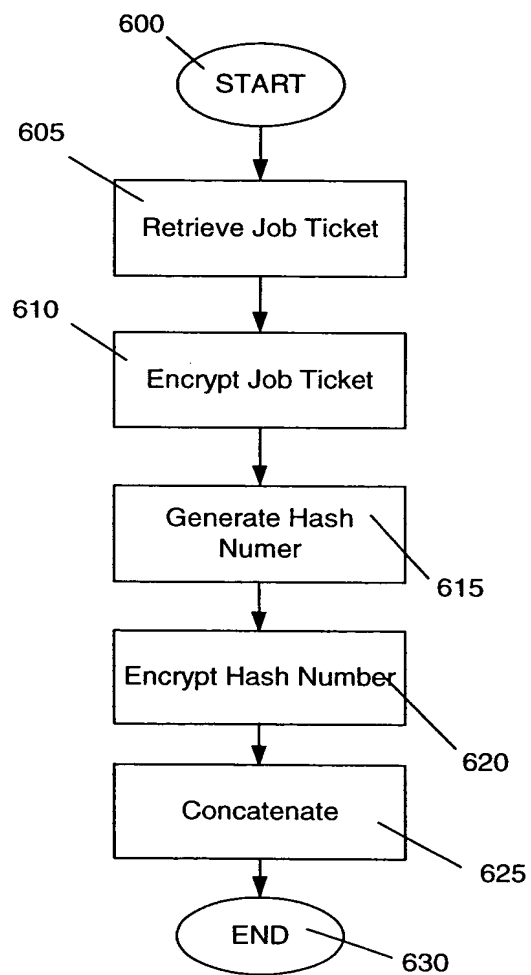 600
START
605
Retrieve Job Ticket
610
Encrypt Job Ticket
Generate Hash
Numer
615
Encrypt Hash Number
620
Concatenate
625
END
630